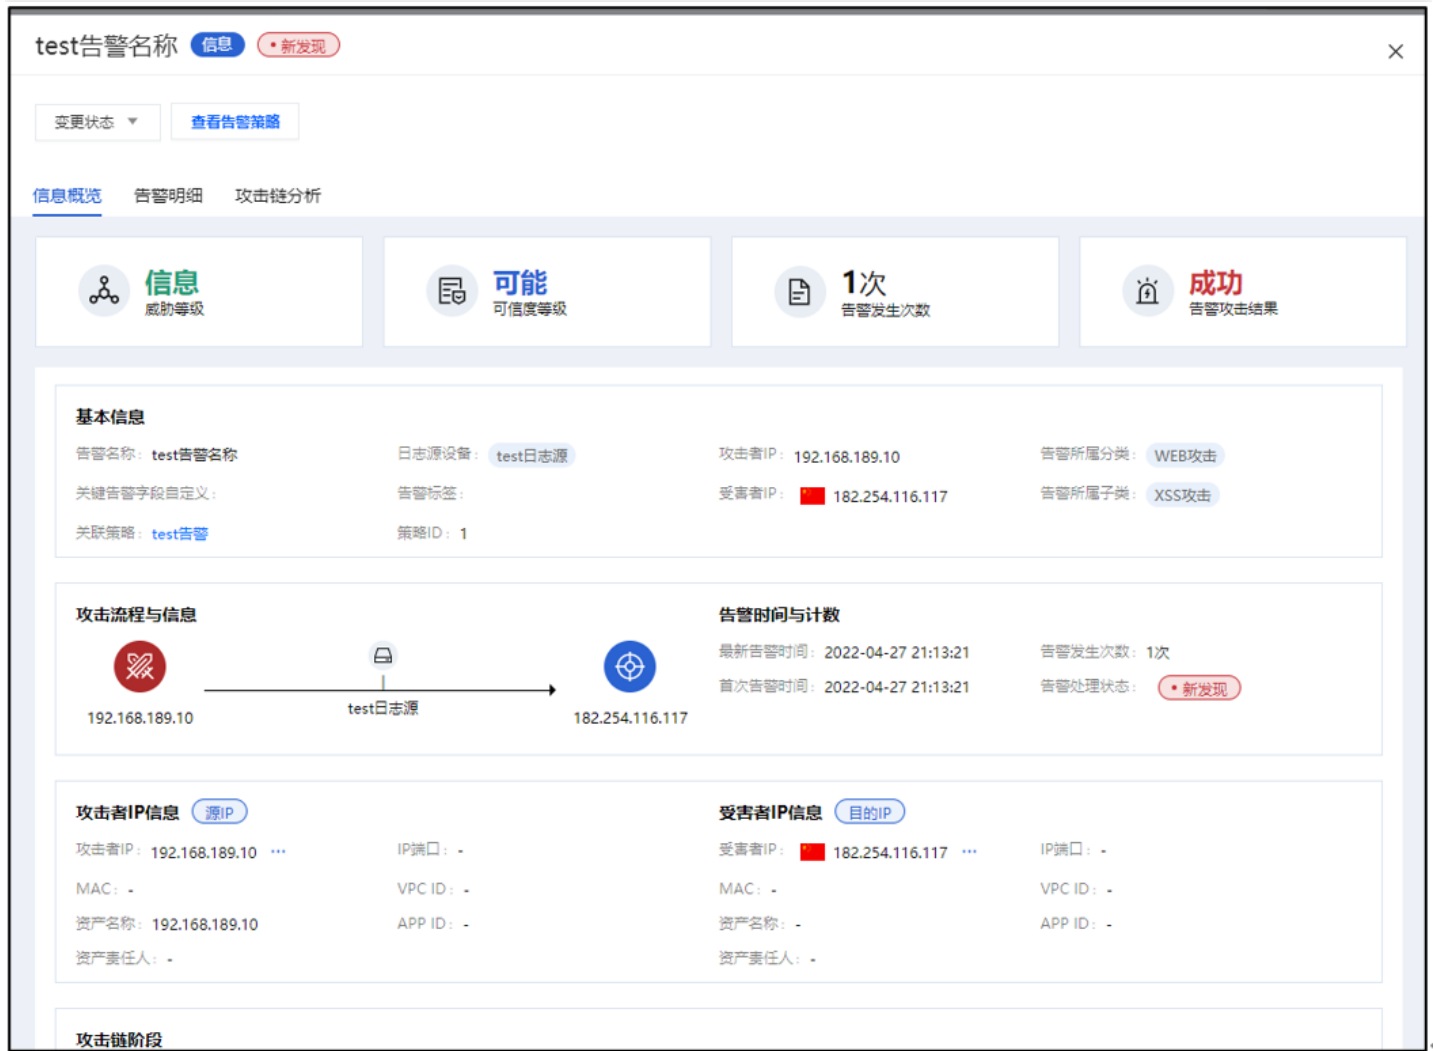 test告警名称 信息 • 新发现
变更状态 查看告警策略
信息概览 告警明细 攻击链分析
信息 可能 1次 成功
威胁等级 可信度等级 告警发生次数 告警攻击结果
基本信息
告警名称: test告警名称 日志源设备: test日志源 攻击者IP: 192.168.189.10 告警所属分类: WEB攻击
关键告警字段自定义: 告警标签: 受害者IP: 182.254.116.117 告警所属子类: XSS攻击
关联策略: test告警 策略ID: 1
攻击流程与信息 告警时间与计数
最新告警时间: 2022-04-27 21:13:21 告警发生次数: 1次
首次告警时间: 2022-04-27 21:13:21 告警处理状态: • 新发现
192.168.189.10 test日志源 182.254.116.117
攻击者IP信息 源IP 受害者IP信息 目的IP
攻击者IP: 192.168.189.10 ··· IP端口: - 受害者IP: 182.254.116.117 ··· IP端口: -
MAC: - VPC ID: - MAC: - VPC ID: -
资产名称: 192.168.189.10 APP ID: - 资产名称: - APP ID: -
资产责任人: - 资产责任人: -
攻击链阶段